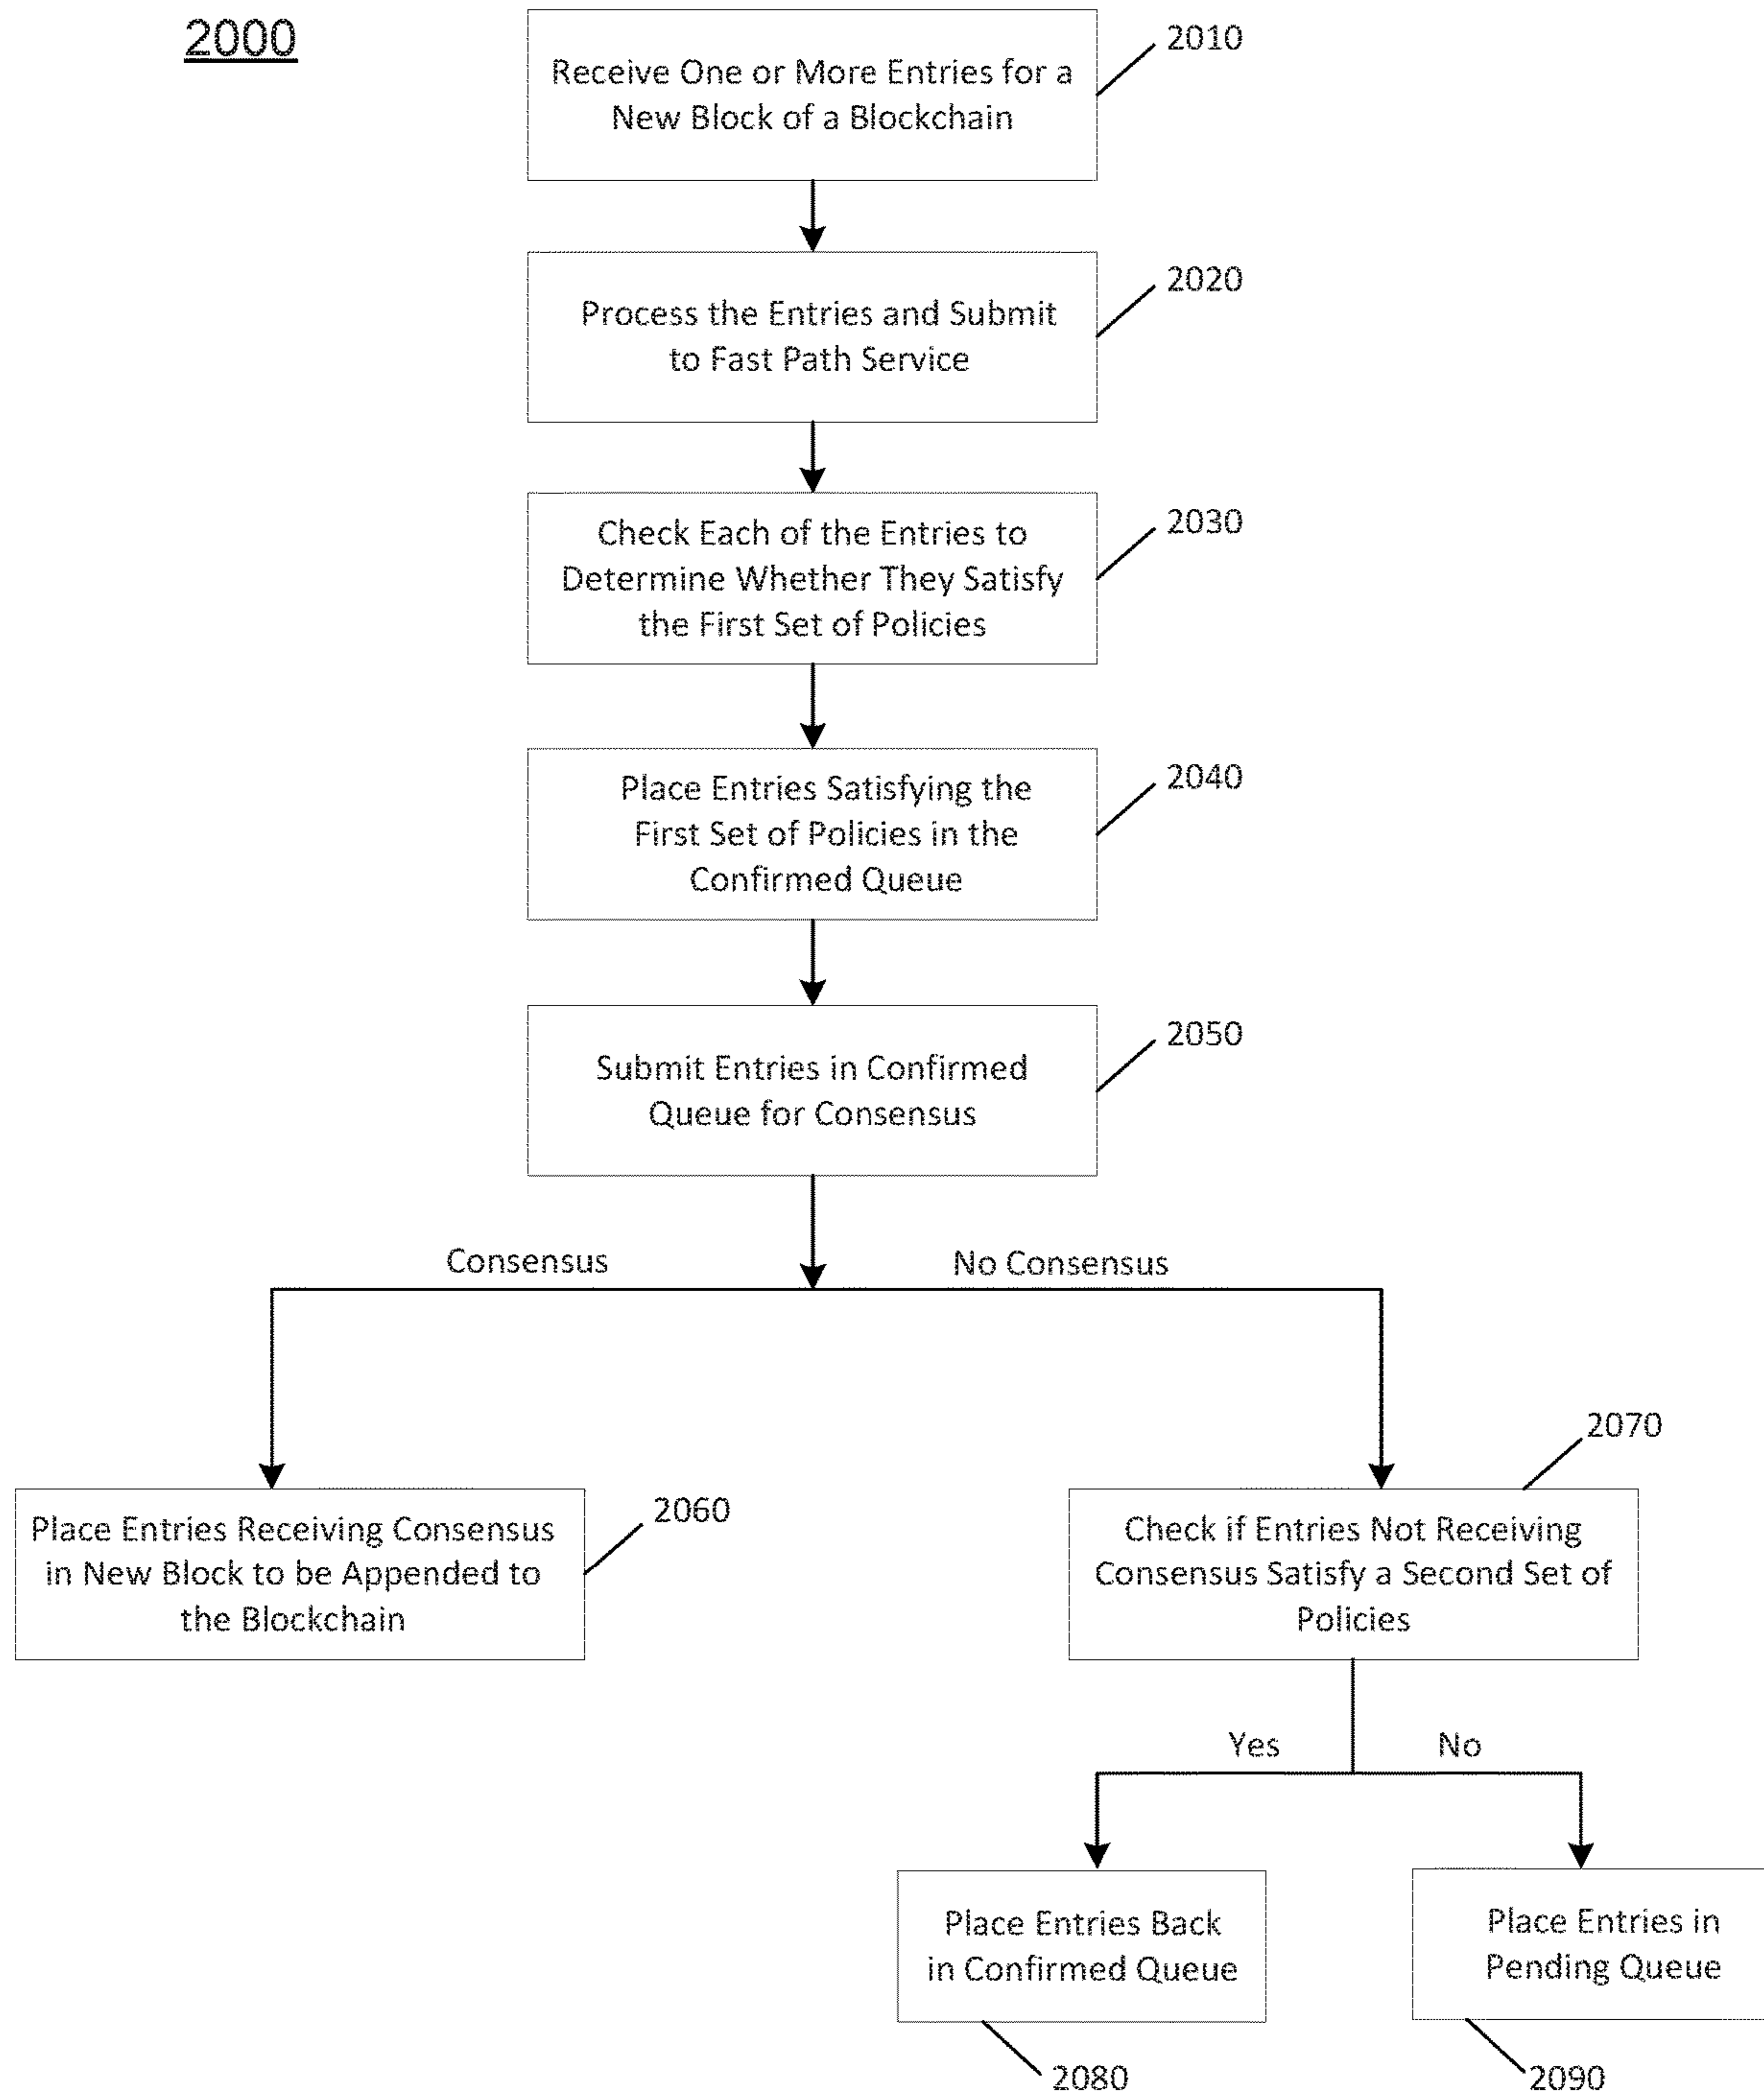 2000
Receive One or More Entries for a
New Block of a Blockchain
2010
Process the Entries and Submit
to Fast Path Service
2020
Check Each of the Entries to
Determine Whether They Satisfy
the First Set of Policies
2030
Place Entries Satisfying the
First Set of Policies in the
Confirmed Queue
2040
Submit Entries in Confirmed
Queue for Consensus
2050
Consensus
No Consensus
Place Entries Receiving Consensus
in New Block to be Appended to
the Blockchain
2060
Check if Entries Not Receiving
Consensus Satisfy a Second Set of
Policies
2070
Yes
No
Place Entries Back
in Confirmed Queue
2080
Place Entries in
Pending Queue
2090